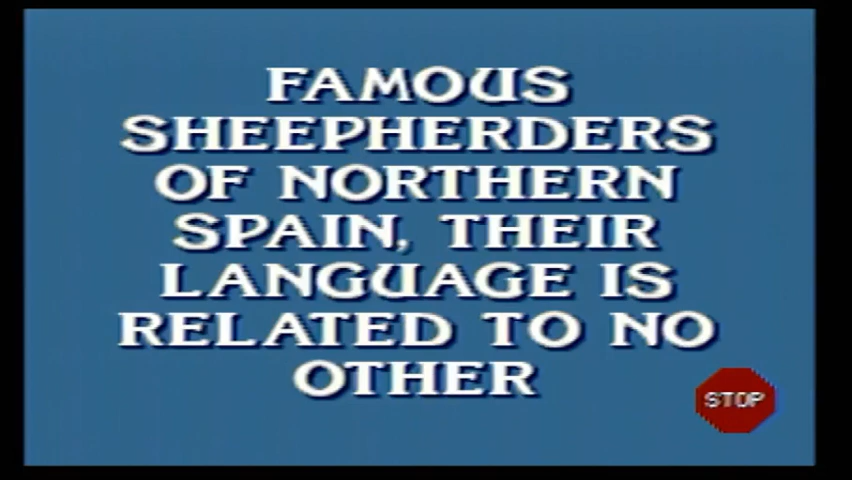 FAMOUS
SHEEPHERDERS
OF NORTHERN
SPAIN, THEIR
LANGUAGE IS
RELATED TO NO
OTHER
STOP